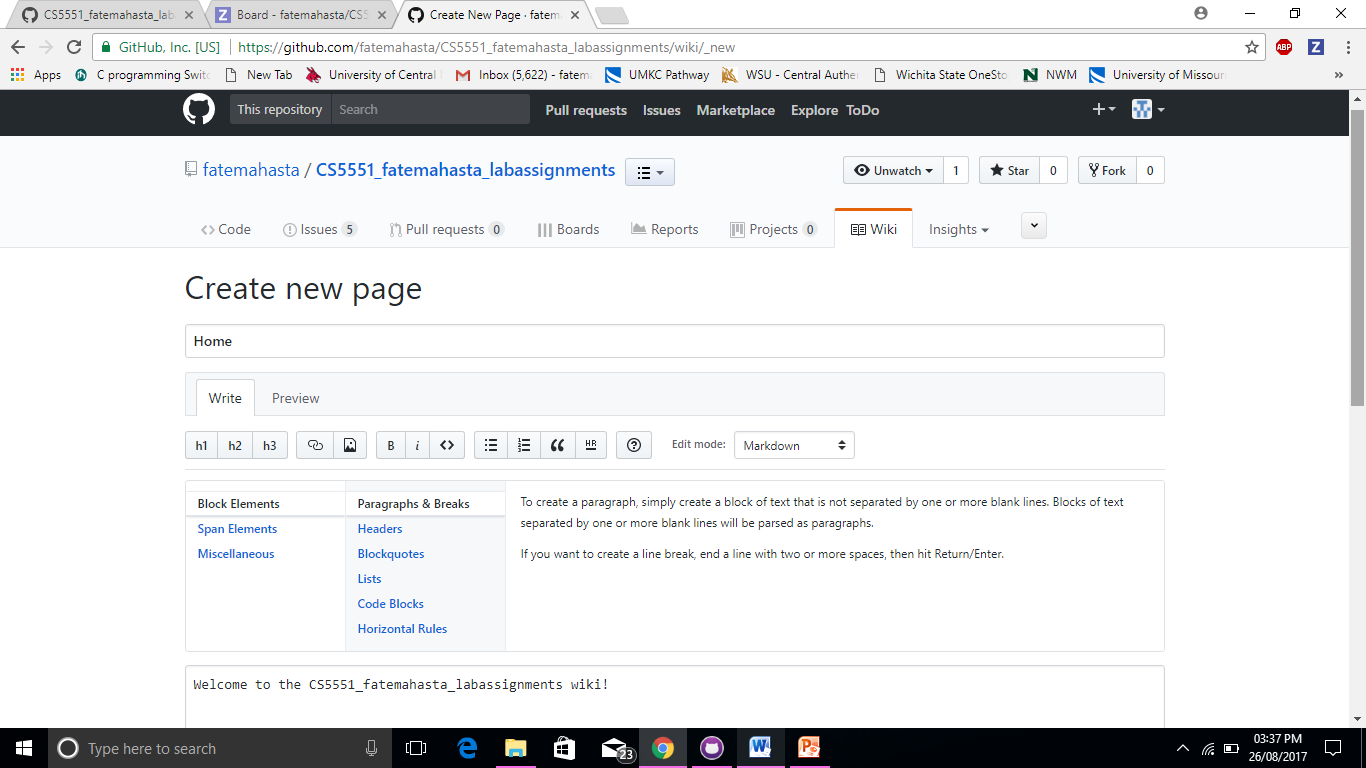 CS5551_fatemahasta_lab
Board - fatemahasta/CS5
Create New Page · fatem
GitHub, Inc. [US] | https://github.com/fatemahasta/CS5551_fatemahasta_labassignments/wiki/_new
ABP
Z
Apps
C programming Switc
New Tab
University of Central
Inbox (5,622) - fatema
UMKC Pathway
WSU - Central Authe
Wichita State OneSto
NWM
University of Missour
»
This repository
Search
Pull requests
Issues
Marketplace
Explore
ToDo
fatemahasta / CS5551_fatemahasta_labassignments
Unwatch 1
Star 0
Fork 0
Code
Issues 5
Pull requests 0
Boards
Reports
Projects 0
Wiki
Insights
Create new page
Home
Write
Preview
h1 h2 h3 B i <> HR
Edit mode: Markdown
Block Elements
Span Elements
Miscellaneous
Paragraphs & Breaks
Headers
Blockquotes
Lists
Code Blocks
Horizontal Rules
To create a paragraph, simply create a block of text that is not separated by one or more blank lines. Blocks of text
separated by one or more blank lines will be parsed as paragraphs.
If you want to create a line break, end a line with two or more spaces, then hit Return/Enter.
Welcome to the CS5551_fatemahasta_labassignments wiki!
Type here to search
23
03:37 PM
26/08/2017